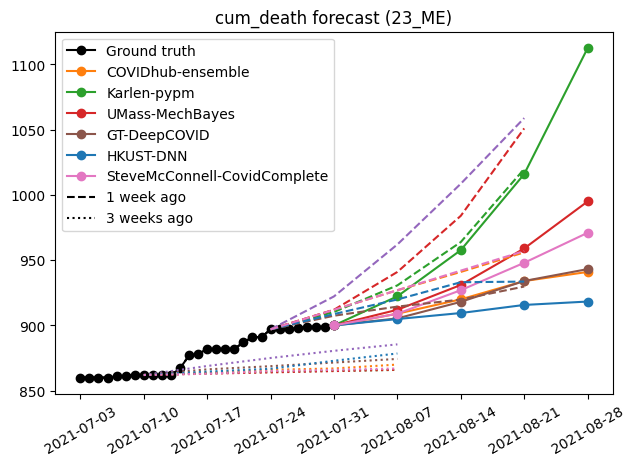 cum_death forecast (23_ME)
Ground truth
COVIDhub-ensemble
Karlen-pypm
UMass-MechBayes
GT-DeepCOVID
HKUST-DNN
SteveMcConnell-CovidComplete
1 week ago
3 weeks ago
1100
1050
1000
950
900
850
2021-07-03
2021-07-10
2021-07-17
2021-07-24
2021-07-31
2021-08-07
2021-08-14
2021-08-21
2021-08-28